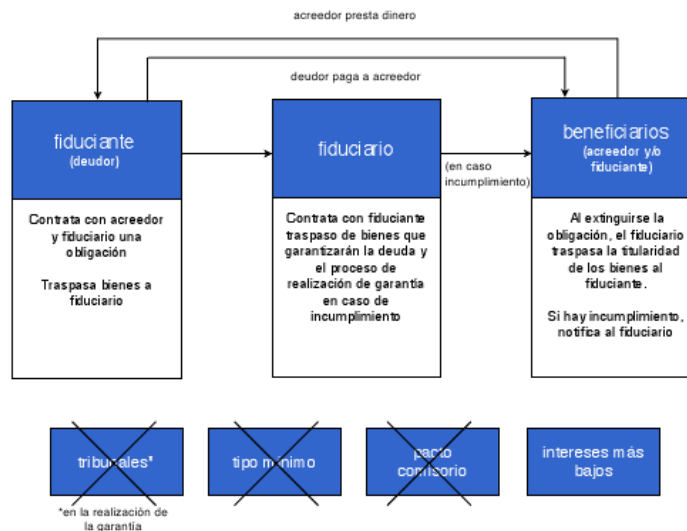 acreedor presta dinero
deudor paga a acreedor
fiduciante
(deudor)
Contrata con acreedor
y fiduciario una
obligación
Traspasa bienes a
fiduciario
fiduciario
Contrata con fiduciante
traspaso de bienes que
garantizarán la deuda y
el proceso de
realización de garantía
en caso de
incumplimiento
(en caso
incumplimiento)
beneficiarios
(acreedor y/o
fiduciante)
Al extinguirse la
obligación, el fiduciario
traspasa la titularidad
de los bienes al
fiduciante.
Si hay incumplimiento,
notifica al fiduciario
tribunales*
tipo mínimo
pacto
comisorio
intereses más
bajos
*en la realización de
la garantía